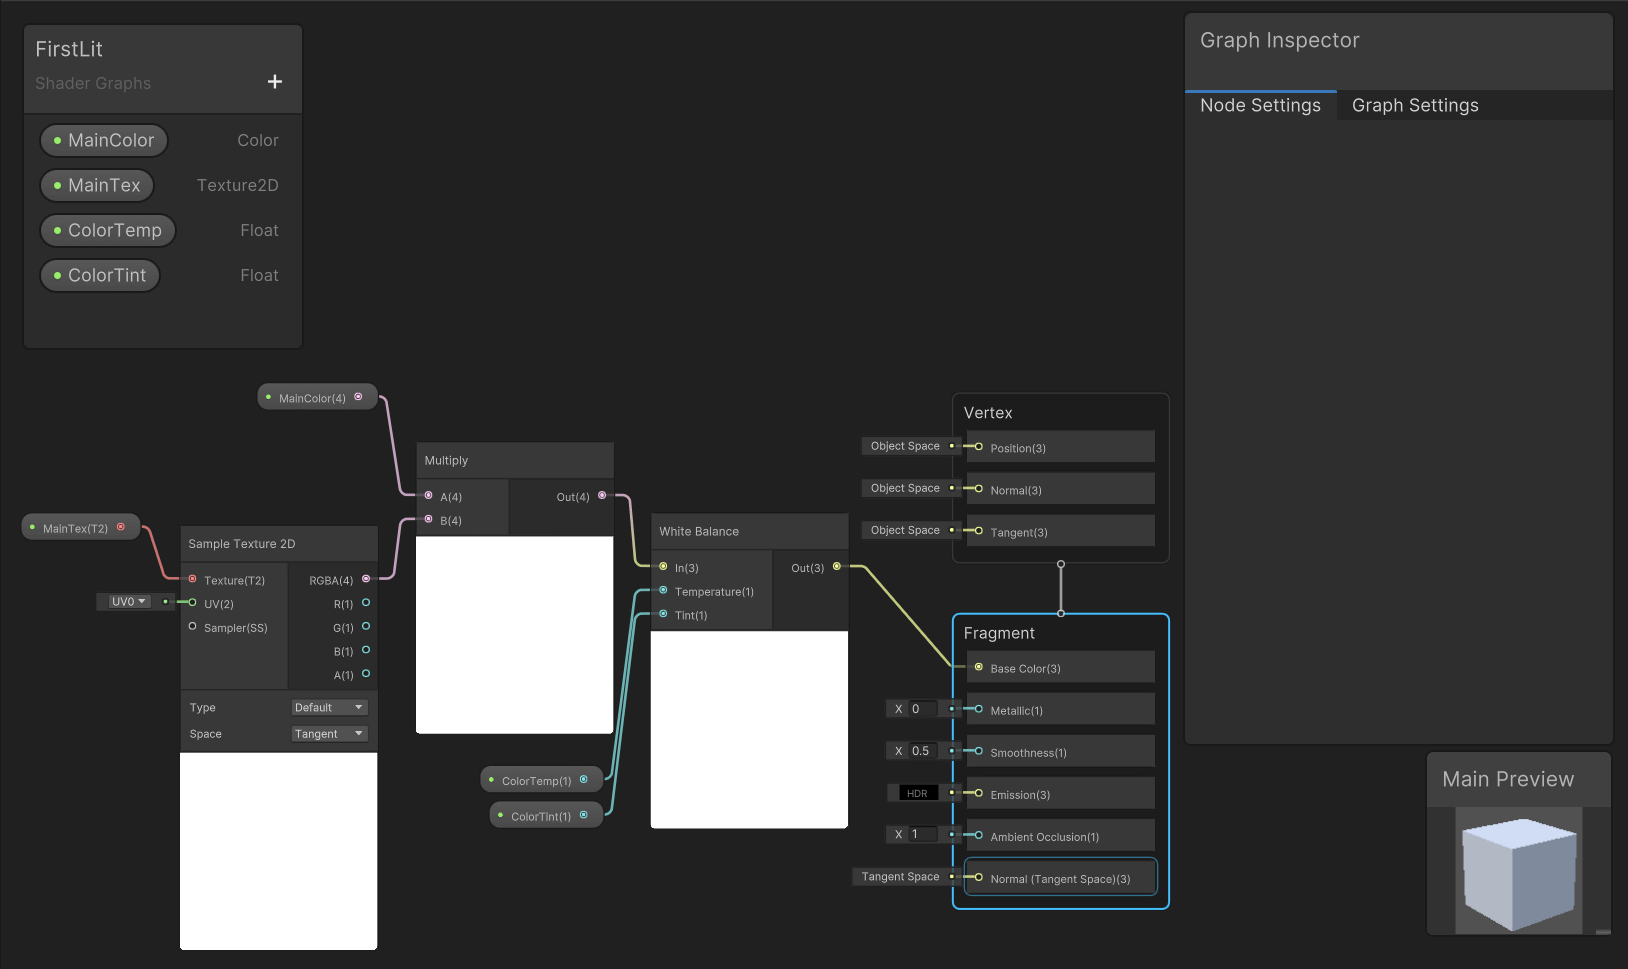 FirstLit
Shader Graphs
+
MainColor Color
MainTex Texture2D
ColorTemp Float
ColorTint Float
MainColor(4)
MainTex(T2)
Sample Texture 2D
Texture(T2) RGBA(4)
UV0 UV(2) R(1)
Sampler(SS) G(1)
B(1)
A(1)
Type Default
Space Tangent
Multiply
A(4) Out(4)
B(4)
White Balance
In(3) Out(3)
Temperature(1)
Tint(1)
ColorTemp(1)
ColorTint(1)
Vertex
Object Space Position(3)
Object Space Normal(3)
Object Space Tangent(3)
Fragment
Base Color(3)
X 0 Metallic(1)
X 0.5 Smoothness(1)
HDR Emission(3)
X 1 Ambient Occlusion(1)
Tangent Space Normal (Tangent Space)(3)
Graph Inspector
Node Settings Graph Settings
Main Preview